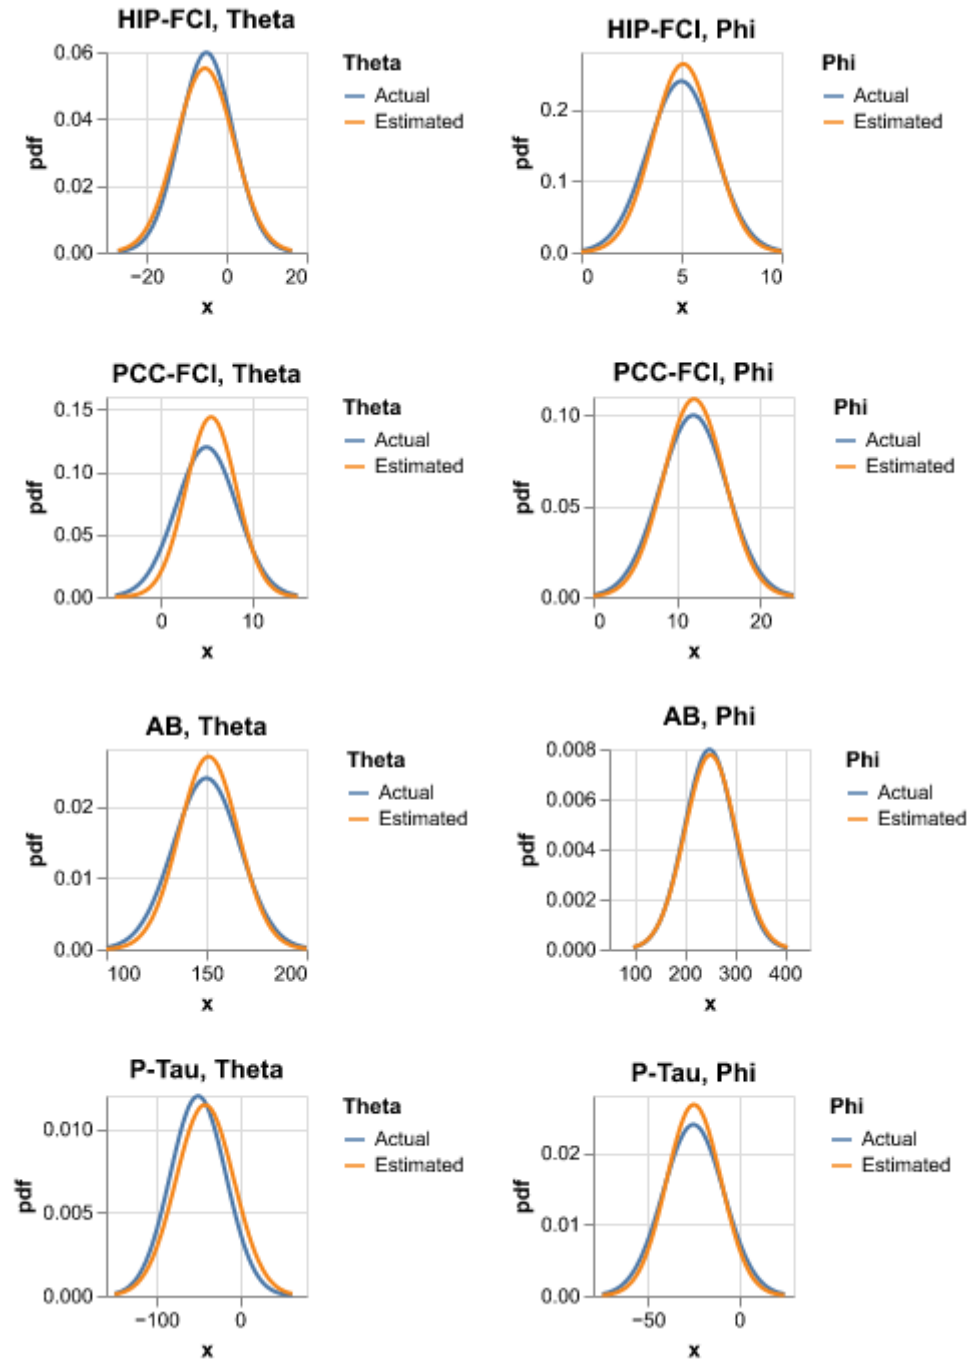 HIP-FCI, Theta
0.06
0.04
0.02
0.00
pdf
−20 0 20
x
Theta
Actual
Estimated
HIP-FCI, Phi
0.2
0.1
0.0
pdf
0 5 10
x
Phi
Actual
Estimated
PCC-FCI, Theta
0.15
0.10
0.05
0.00
pdf
0 10
x
Theta
Actual
Estimated
PCC-FCI, Phi
0.10
0.05
0.00
pdf
0 10 20
x
Phi
Actual
Estimated
AB, Theta
0.02
0.01
0.00
pdf
100 150 200
x
Theta
Actual
Estimated
AB, Phi
0.008
0.006
0.004
0.002
0.000
pdf
100 200 300 400
x
Phi
Actual
Estimated
P-Tau, Theta
0.010
0.005
0.000
pdf
−100 0
x
Theta
Actual
Estimated
P-Tau, Phi
0.02
0.01
0.00
pdf
−50 0
x
Phi
Actual
Estimated